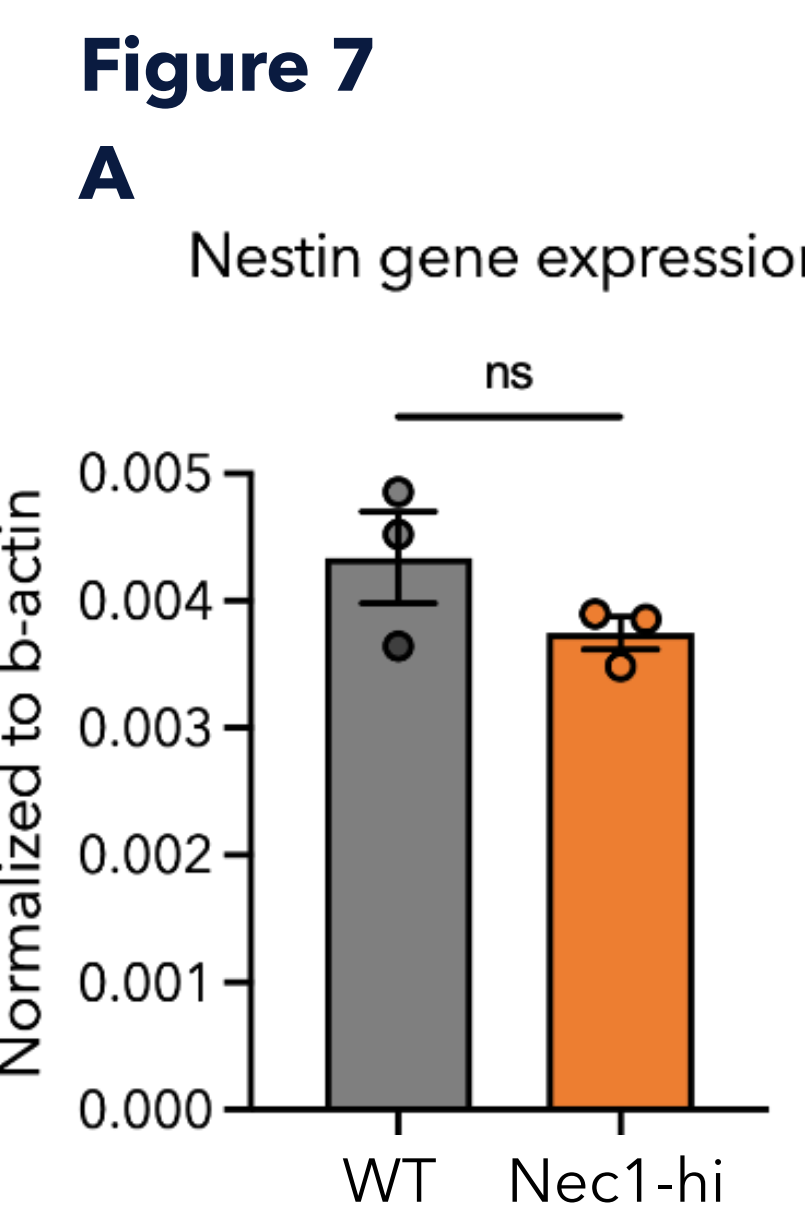 Figure 7
A
Nestin gene expression
ns
Normalized to b-actin
0.005
0.004
0.003
0.002
0.001
0.000
WT
Nec1-hi